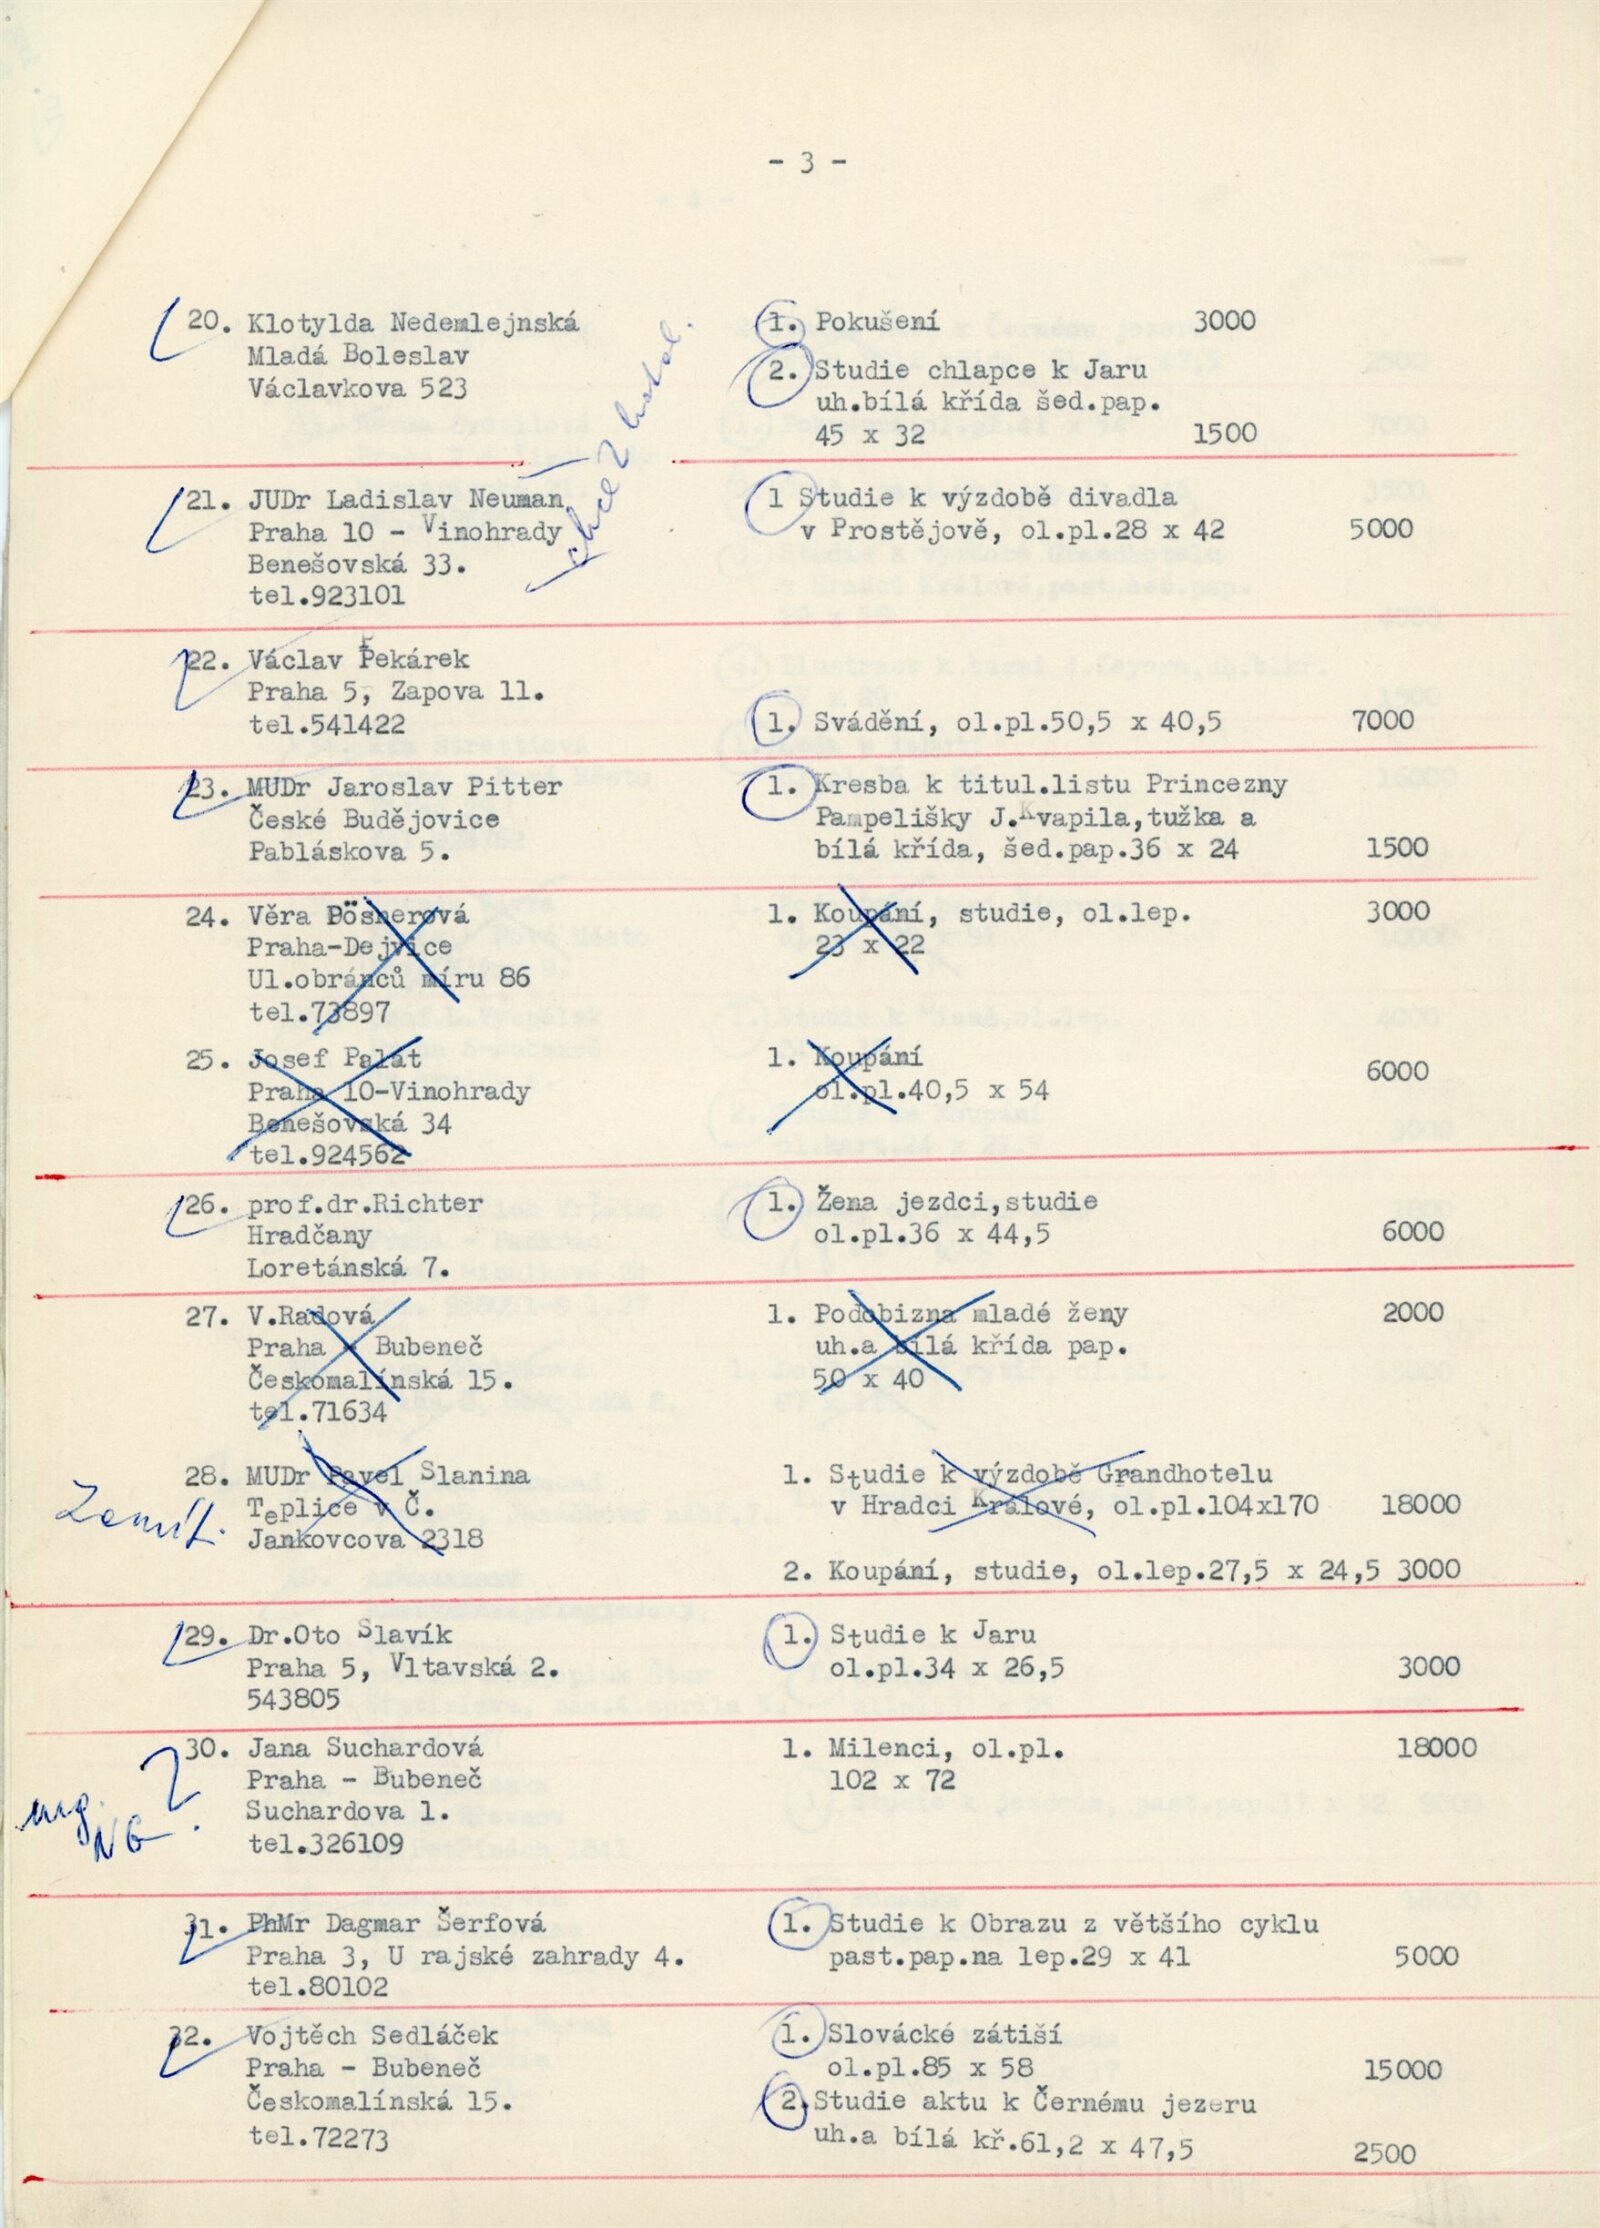 - 3 -
20. Klotylda Nedemlejnská
Mladá Boleslav
Václavkova 523
1. Pokušení 3000
2. Studie chlapce k Jaru
uh.bílá křída šed.pap.
45 x 32 1500
21. JUDr Ladislav Neuman
Praha 10 - Vinohrady
Benešovská 33.
tel.923101
1 Studie k výzdobě divadla
v Prostějově, ol.pl.28 x 42 5000
22. Václav Pekárek
Praha 5, Zapova 11.
tel.541422
1. Svádění, ol.pl.50,5 x 40,5 7000
23. MUDr Jaroslav Pitter
České Budějovice
Pabláskova 5.
1. Kresba k titul.listu Princezny
Pampelišky J.Kvapila,tužka a
bílá křída, šed.pap.36 x 24 1500
24. Věra Pösnerová
Praha-Dejvice
Ul.obránců míru 86
tel.73897
1. Koupání, studie, ol.lep. 3000
23 x 22
25. Josef Palát
Praha 10-Vinohrady
Benešovská 34
tel.924562
1. Koupání
ol.pl.40,5 x 54 6000
26. prof.dr.Richter
Hradčany
Loretánská 7.
1. Žena jezdci,studie
ol.pl.36 x 44,5 6000
27. V.Radová
Praha - Bubeneč
Českomalínská 15.
tel.71634
1. Podobizna mladé ženy 2000
uh.a bílá křída pap.
50 x 40
28. MUDr Pavel Slanina
Teplice v Č.
Jankovcova 2318
1. Studie k výzdobě Grandhotelu
v Hradci Králové, ol.pl.104x170 18000
2. Koupání, studie, ol.lep.27,5 x 24,5 3000
29. Dr.Oto Slavík
Praha 5, Vltavská 2.
543805
1. Studie k Jaru
ol.pl.34 x 26,5 3000
30. Jana Suchardová
Praha - Bubeneč
Suchardova 1.
tel.326109
NG
1. Milenci, ol.pl. 18000
102 x 72
31. PhMr Dagmar Šerfová
Praha 3, U rajské zahrady 4.
tel.80102
1. Studie k Obrazu z většího cyklu
past.pap.na lep.29 x 41 5000
32. Vojtěch Sedláček
Praha - Bubeneč
Českomalínská 15.
tel.72273
1. Slovácké zátiší
ol.pl.85 x 58 15000
2. Studie aktu k Černému jezeru
uh.a bílá kř.61,2 x 47,5 2500